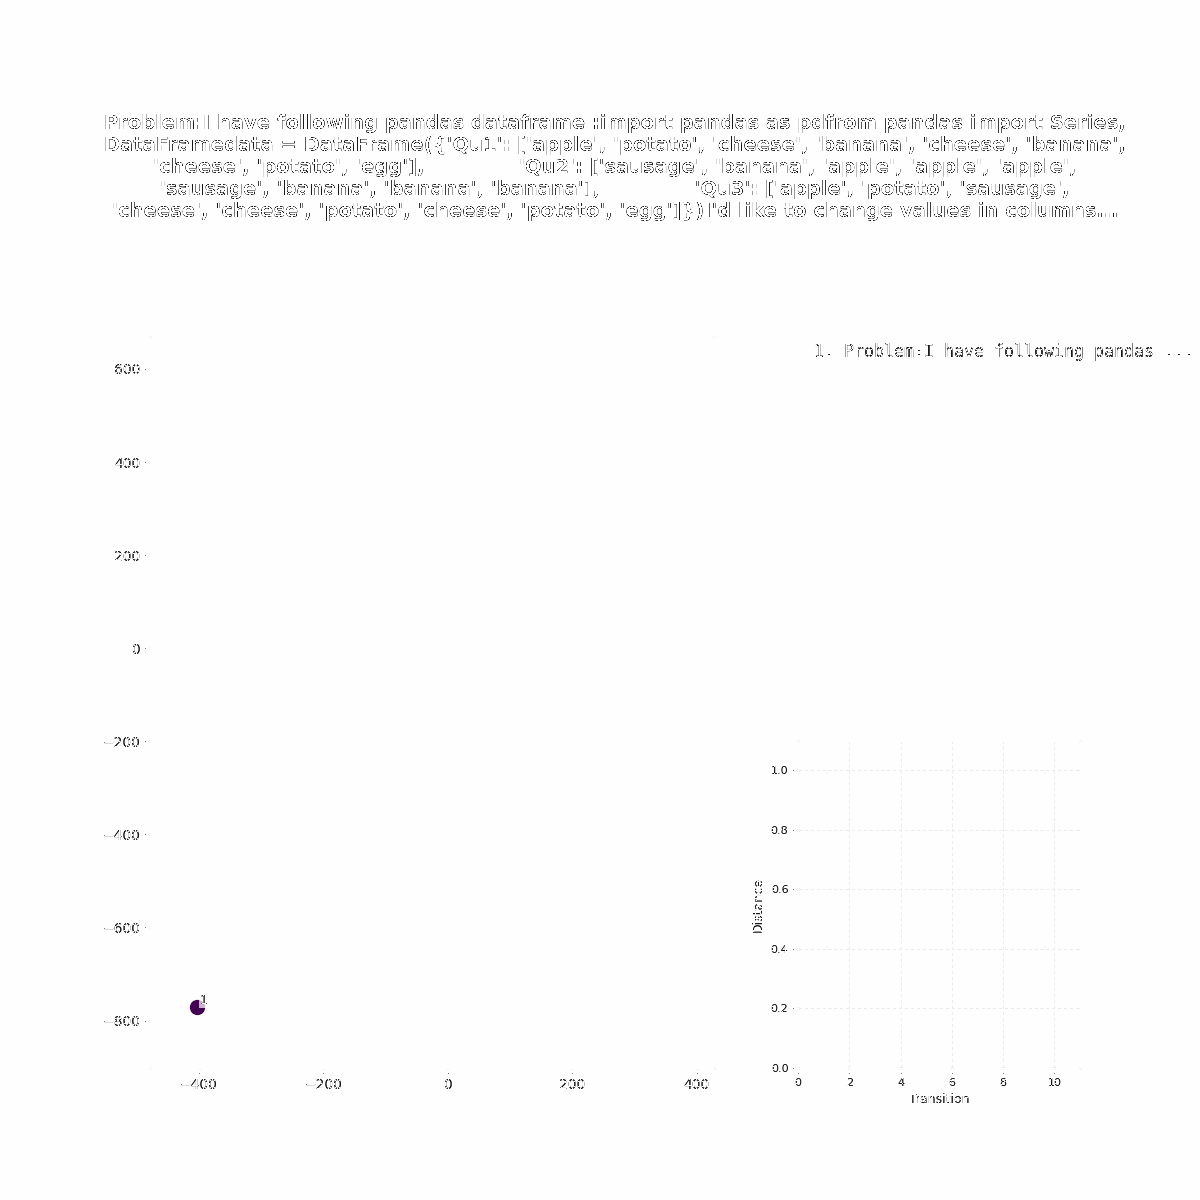 Problem:I have following pandas dataframe :import pandas as pdfrom pandas import Series,
DataFramedata = DataFrame({'Qu1': ['apple', 'potato', 'cheese', 'banana', 'cheese', 'banana',
'cheese', 'potato', 'egg'],              'Qu2': ['sausage', 'banana', 'apple', 'apple', 'apple',
'sausage', 'banana', 'banana', 'banana'],              'Qu3': ['apple', 'potato', 'sausage',
'cheese', 'cheese', 'potato', 'cheese', 'potato', 'egg']})I'd like to change values in columns...
1. Problem:I have following pandas ...
600
400
200
0
−200
−400
−600
−800
−400 −200 0 200 400
1
1.0
0.8
0.6
0.4
0.2
0.0
0 2 4 6 8 10
Distance
Transition